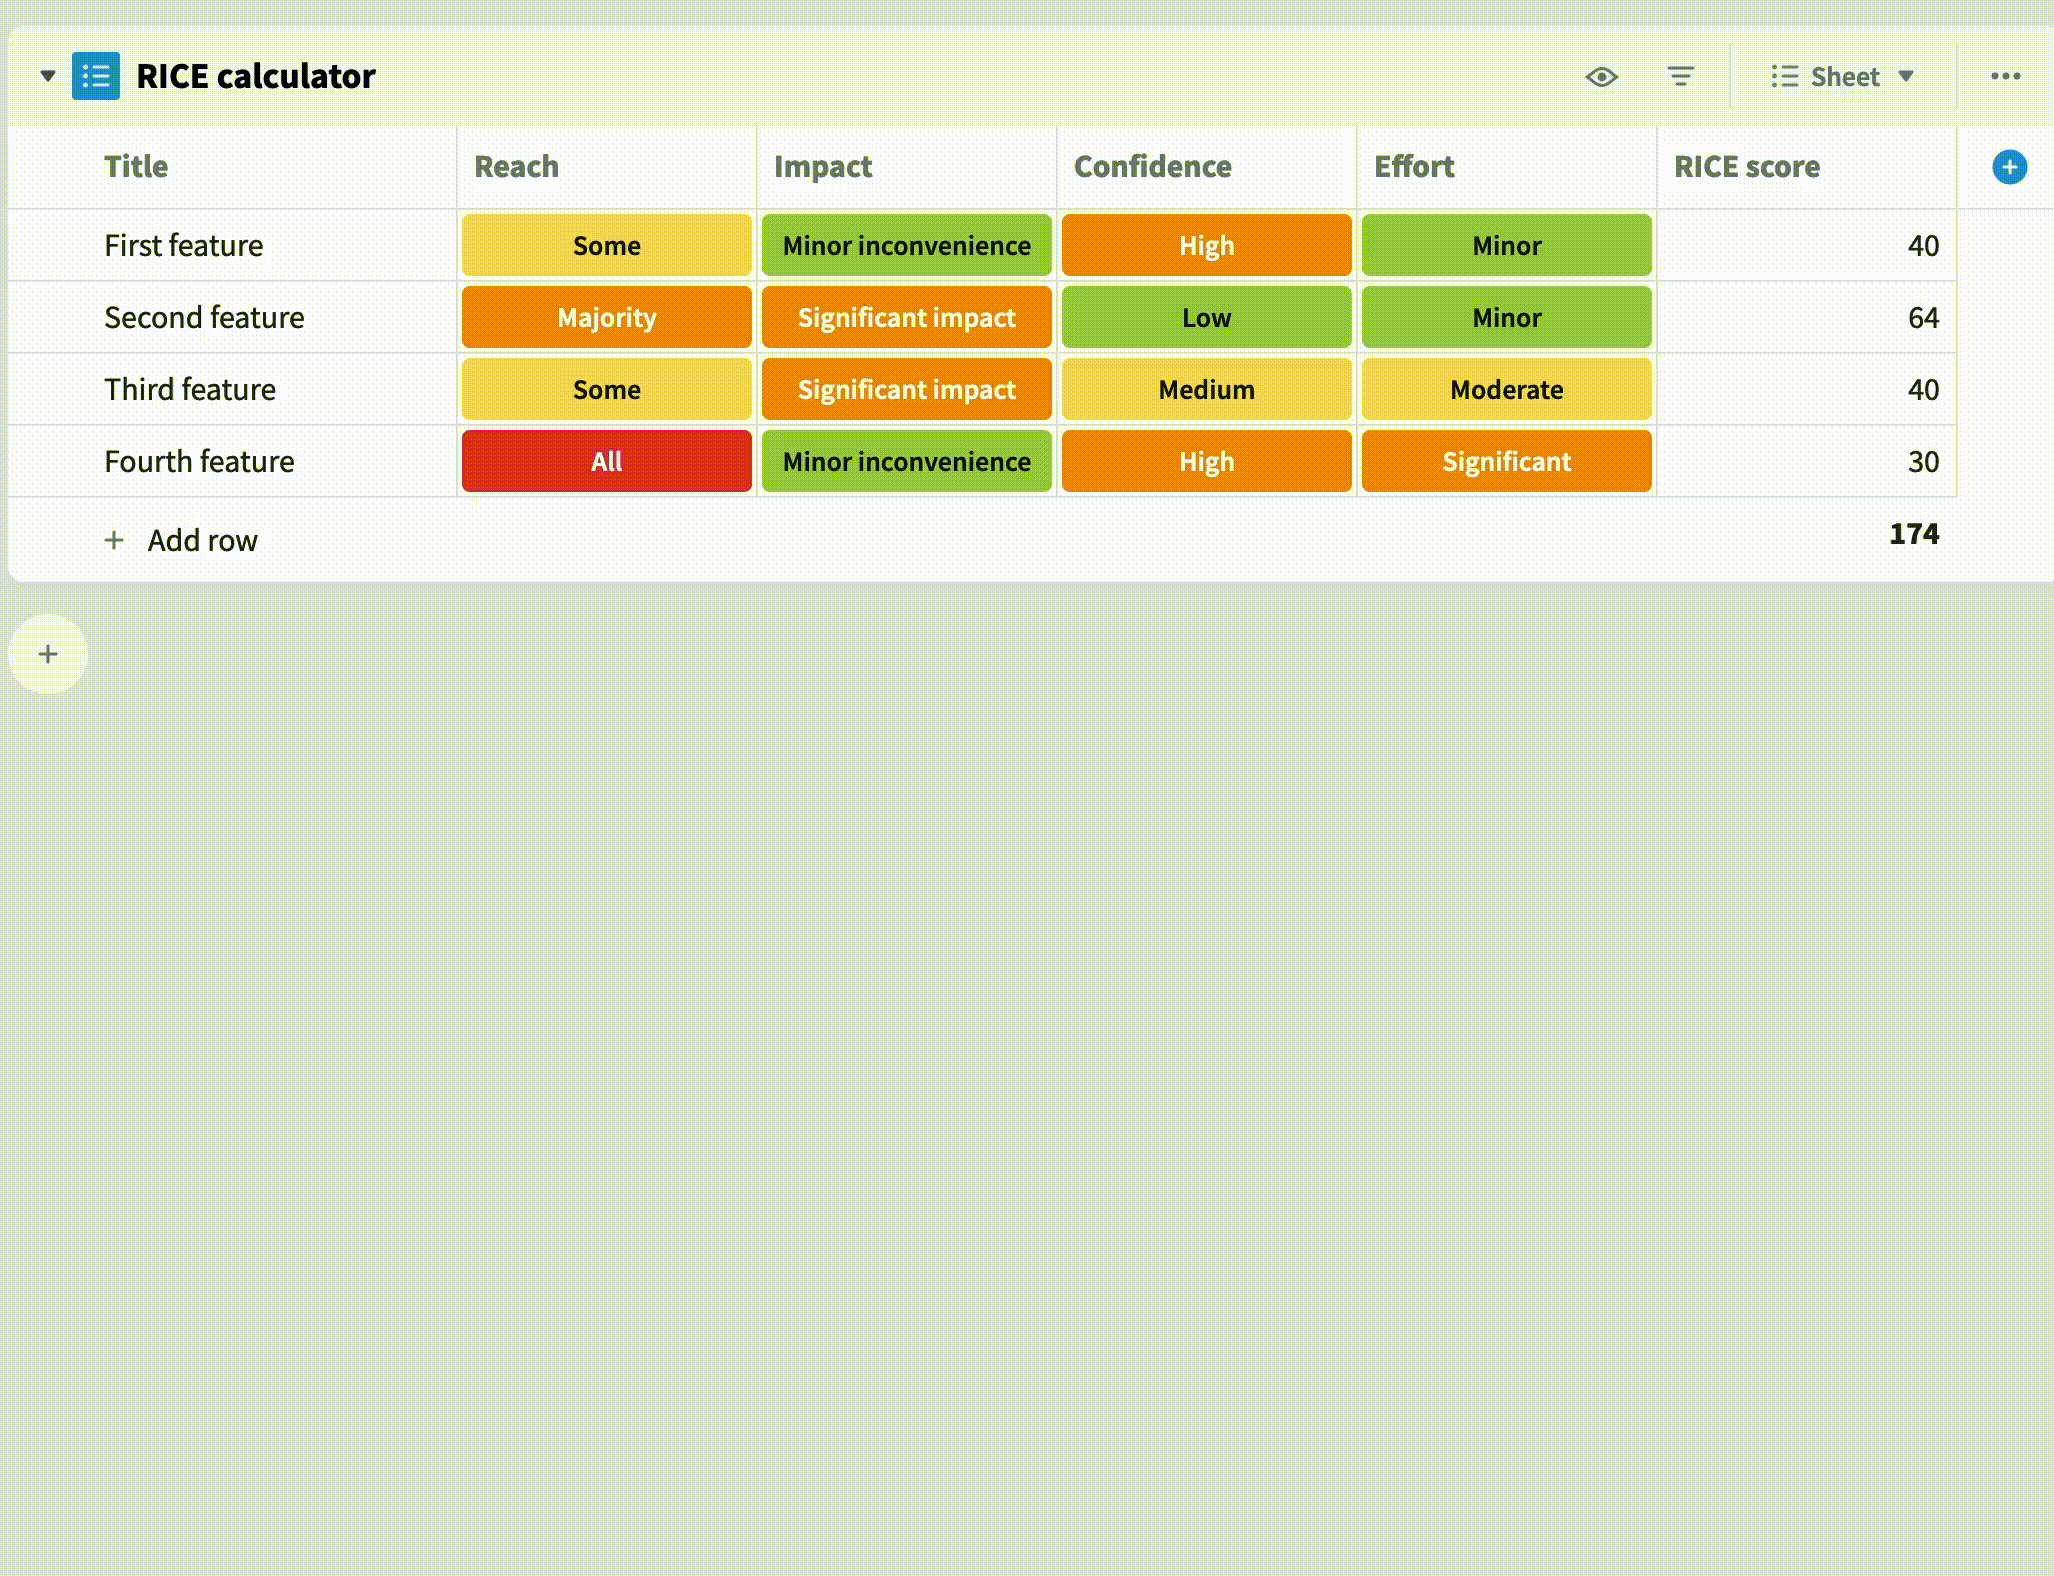 RICE calculator
Sheet
Title Reach Impact Confidence Effort RICE score
First feature Some Minor inconvenience High Minor 40
Second feature Majority Significant impact Low Minor 64
Third feature Some Significant impact Medium Moderate 40
Fourth feature All Minor inconvenience High Significant 30
+ Add row 174